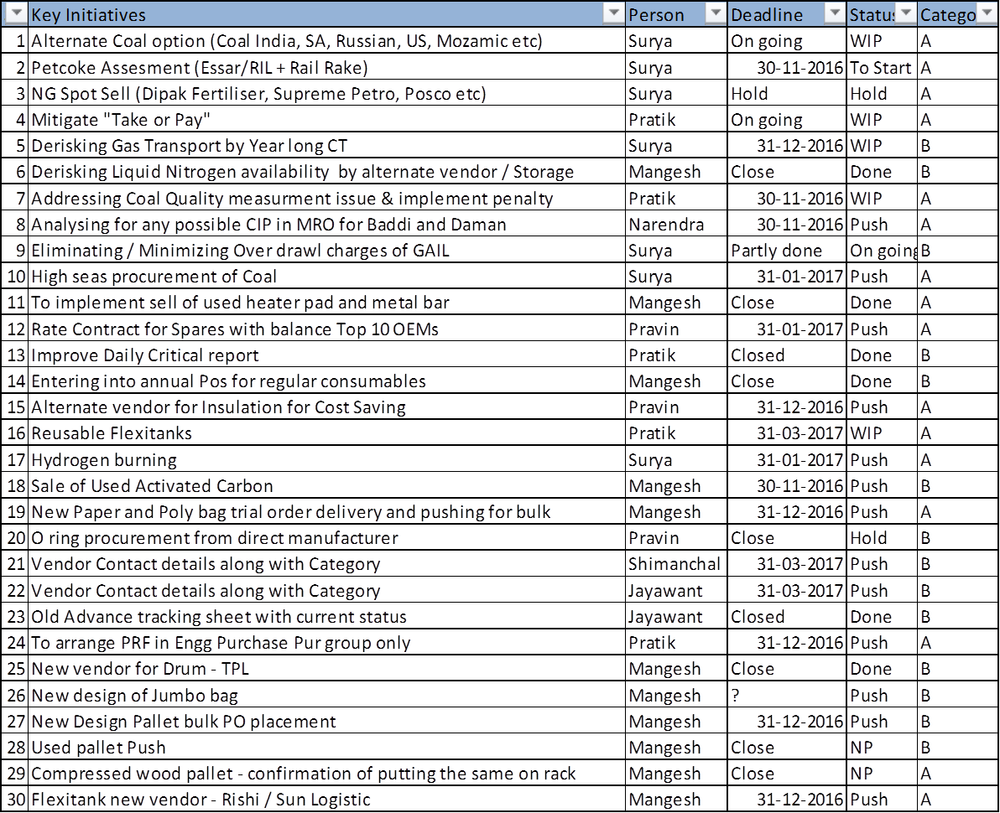 Key Initiatives Person Deadline Status Catego
1 Alternate Coal option (Coal India, SA, Russian, US, Mozamic etc) Surya On going WIP A
2 Petcoke Assesment (Essar/RIL + Rail Rake) Surya 30-11-2016 To Start A
3 NG Spot Sell (Dipak Fertiliser, Supreme Petro, Posco etc) Surya Hold Hold A
4 Mitigate "Take or Pay" Pratik On going WIP A
5 Derisking Gas Transport by Year long CT Surya 31-12-2016 WIP B
6 Derisking Liquid Nitrogen availability by alternate vendor / Storage Mangesh Close Done B
7 Addressing Coal Quality measurment issue & implement penalty Pratik 30-11-2016 WIP A
8 Analysing for any possible CIP in MRO for Baddi and Daman Narendra 30-11-2016 Push A
9 Eliminating / Minimizing Over drawl charges of GAIL Surya Partly done On going B
10 High seas procurement of Coal Surya 31-01-2017 Push A
11 To implement sell of used heater pad and metal bar Mangesh Close Done A
12 Rate Contract for Spares with balance Top 10 OEMs Pravin 31-01-2017 Push A
13 Improve Daily Critical report Pratik Closed Done B
14 Entering into annual Pos for regular consumables Mangesh Close Done B
15 Alternate vendor for Insulation for Cost Saving Pravin 31-12-2016 Push A
16 Reusable Flexitanks Pratik 31-03-2017 WIP A
17 Hydrogen burning Surya 31-01-2017 Push A
18 Sale of Used Activated Carbon Mangesh 30-11-2016 Push B
19 New Paper and Poly bag trial order delivery and pushing for bulk Mangesh 31-12-2016 Push A
20 O ring procurement from direct manufacturer Pravin Close Hold B
21 Vendor Contact details along with Category Shimanchal 31-03-2017 Push B
22 Vendor Contact details along with Category Jayawant 31-03-2017 Push B
23 Old Advance tracking sheet with current status Jayawant Closed Done B
24 To arrange PRF in Engg Purchase Pur group only Pratik 31-12-2016 Push A
25 New vendor for Drum - TPL Mangesh Close Done B
26 New design of Jumbo bag Mangesh ? Push B
27 New Design Pallet bulk PO placement Mangesh 31-12-2016 Push B
28 Used pallet Push Mangesh Close NP B
29 Compressed wood pallet - confirmation of putting the same on rack Mangesh Close NP A
30 Flexitank new vendor - Rishi / Sun Logistic Mangesh 31-12-2016 Push A